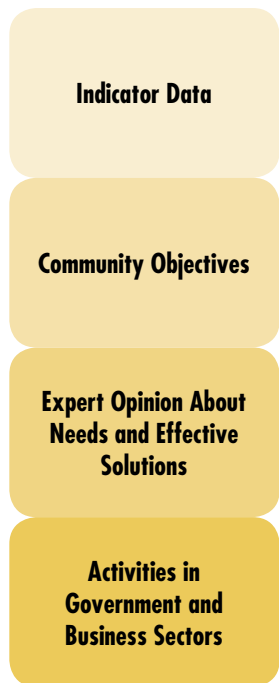 Indicator Data
Community Objectives
Expert Opinion About
Needs and Effective
Solutions
Activities in
Government and
Business Sectors